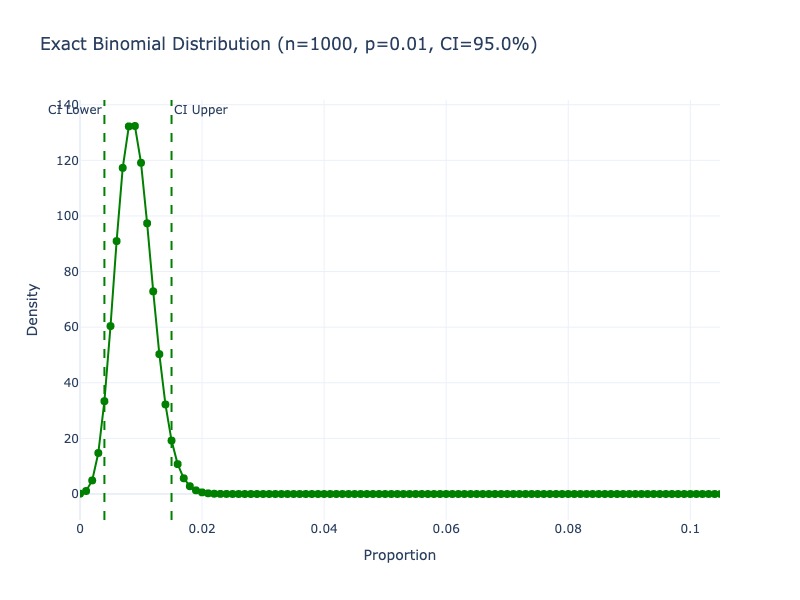 Exact Binomial Distribution (n=1000, p=0.01, CI=95.0%)
140
CI Lower
CI Upper
120
100
80
60
40
20
0
Density
0
0.02
0.04
0.06
0.08
0.1
Proportion